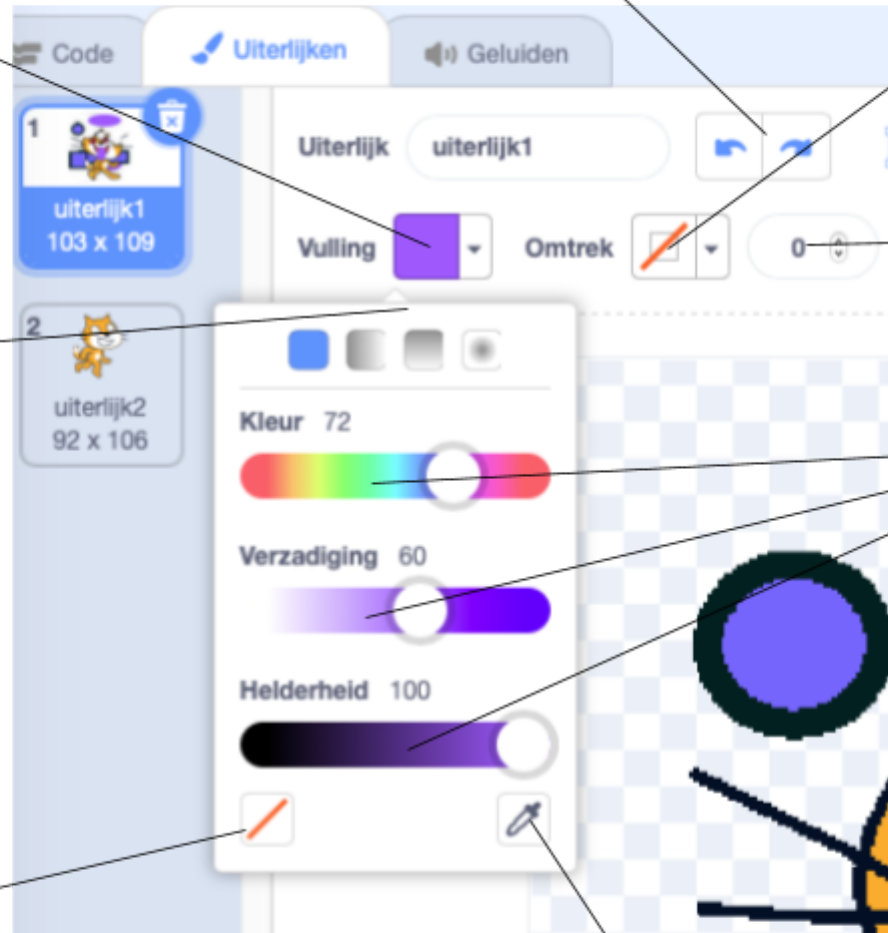 Code
Uiterlijken
Geluiden
1
uiterlijk1
103 x 109
2
uiterlijk2
92 x 106
Uiterlijk
uiterlijk1
Vulling
Omtrek
0
Kleur 72
Verzadiging 60
Helderheid 100